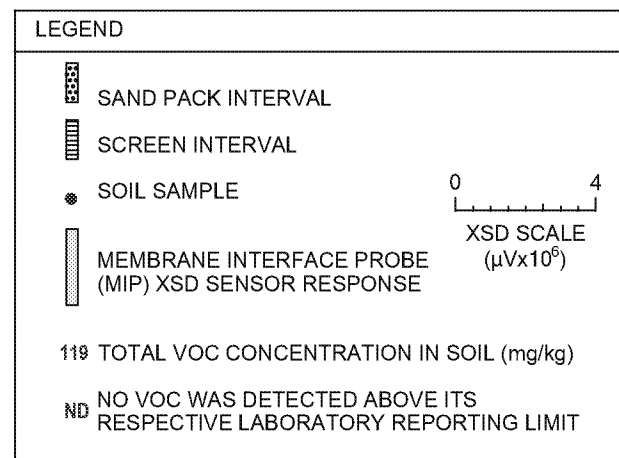 LEGEND
SAND PACK INTERVAL
SCREEN INTERVAL
SOIL SAMPLE
0 4
XSD SCALE
(µVx10⁶)
MEMBRANE INTERFACE PROBE
(MIP) XSD SENSOR RESPONSE
119 TOTAL VOC CONCENTRATION IN SOIL (mg/kg)
ND NO VOC WAS DETECTED ABOVE ITS
RESPECTIVE LABORATORY REPORTING LIMIT